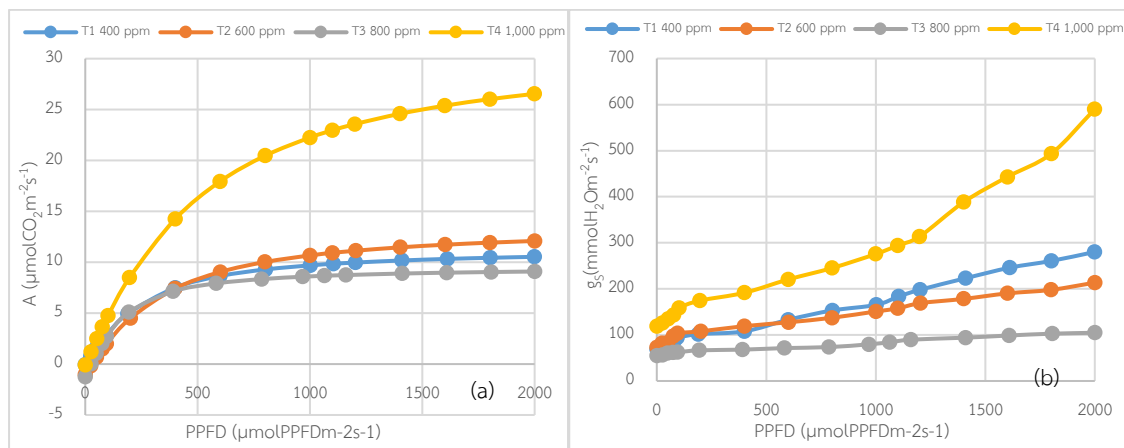 T1 400 ppm T2 600 ppm T3 800 ppm T4 1,000 ppm
30
25
20
15
10
5
0
-5
0 500 1000 1500 2000
A (µmolCO₂m⁻²s⁻¹)
PPFD (µmolPPFDm-2s-1)
(a)
T1 400 ppm T2 600 ppm T3 800 ppm T4 1,000 ppm
700
600
500
400
300
200
100
0
0 500 1000 1500 2000
gs(mmolH₂Om⁻²s⁻¹)
PPFD (µmolPPFDm-2s-1)
(b)